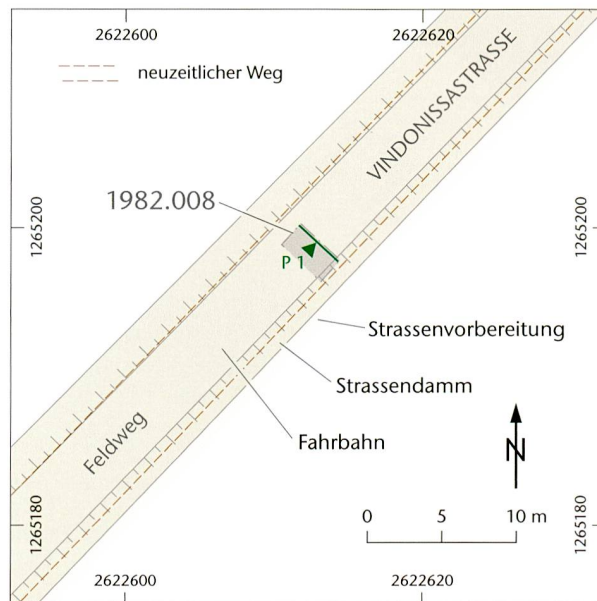 2622600
2622620
neuzeitlicher Weg
VINDONISSASTRASSE
1982.008
1265200
1265200
P 1
Strassenvorbereitung
Strassendamm
Fahrbahn
Feldweg
N
0 5 10 m
1265180
1265180
2622600
2622620